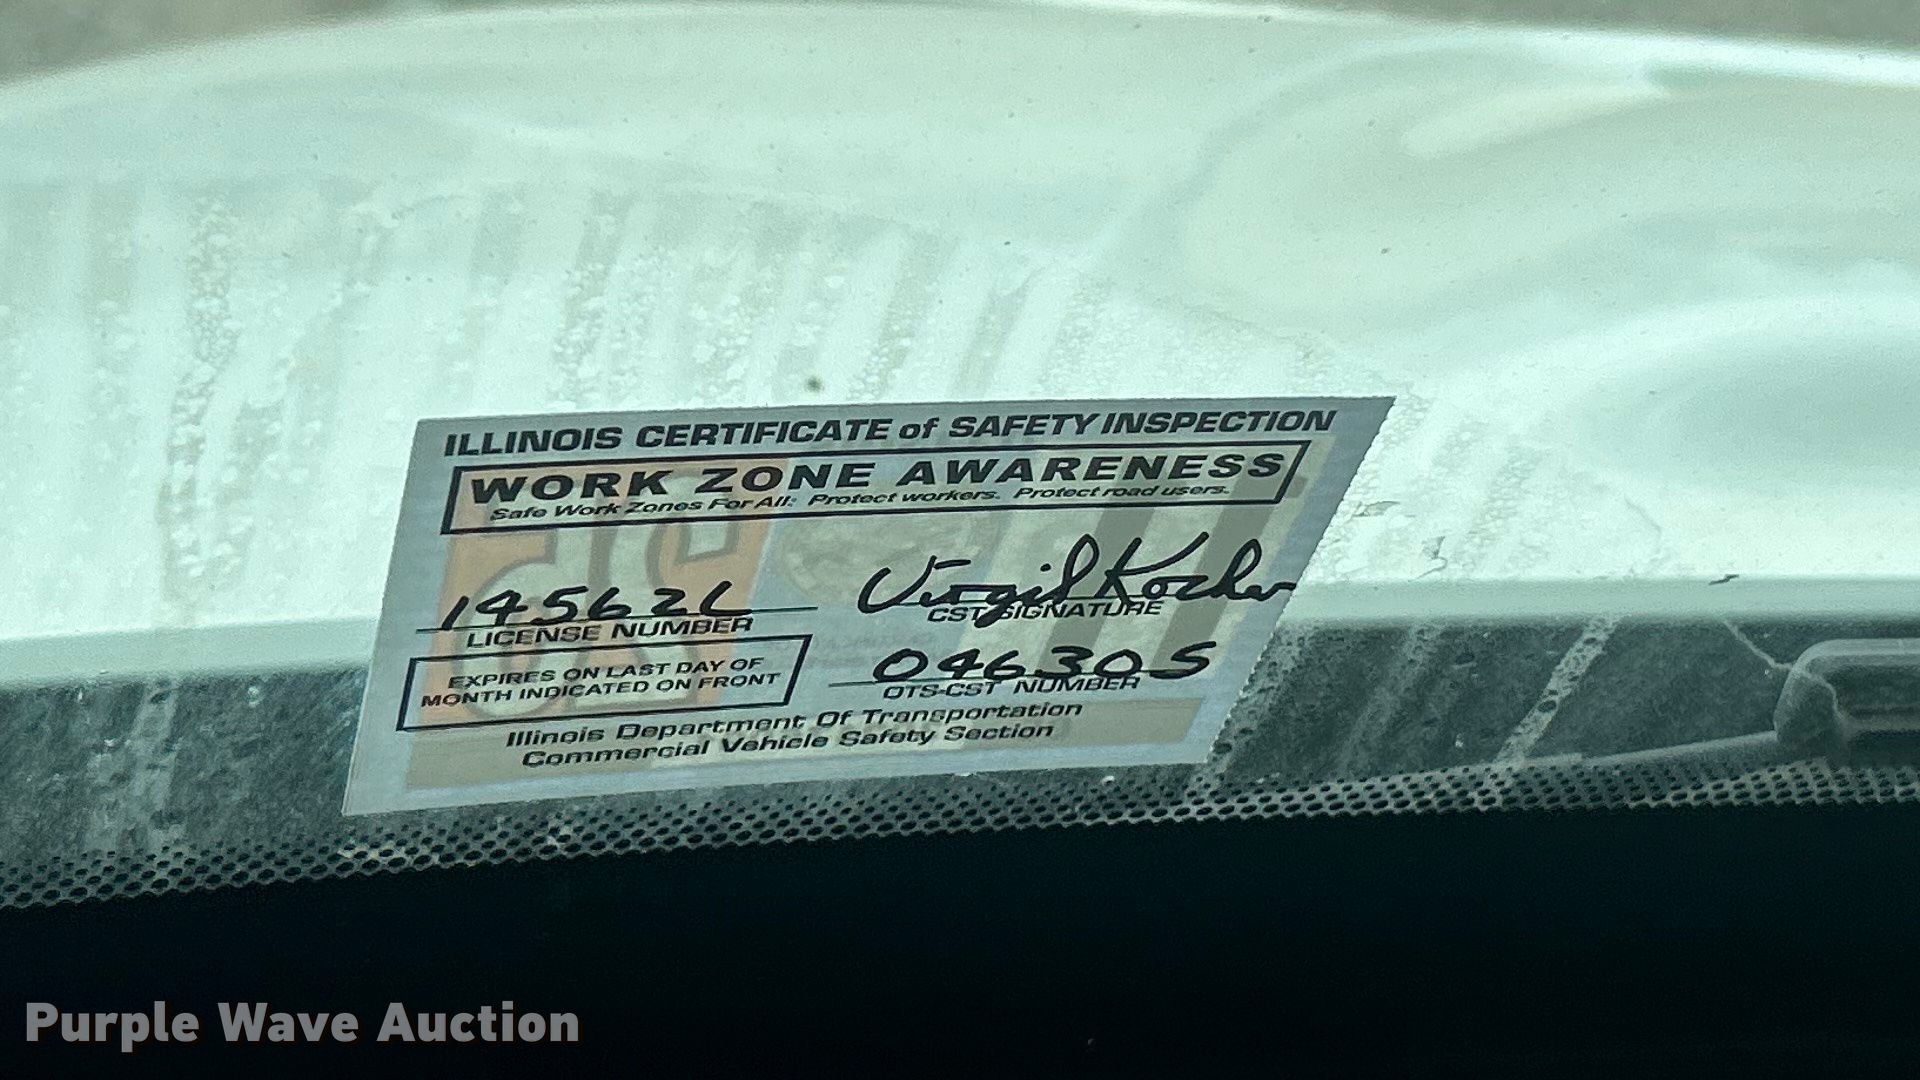 ILLINOIS CERTIFICATE of SAFETY INSPECTION
WORK ZONE AWARENESS
Safe Work Zones For All: Protect workers. Protect road users.
14562L
LICENSE NUMBER
Virgil Kocher
CST SIGNATURE
EXPIRES ON LAST DAY OF
MONTH INDICATED ON FRONT
046305
OTS-CST NUMBER
Illinois Department Of Transportation
Commercial Vehicle Safety Section
Purple Wave Auction